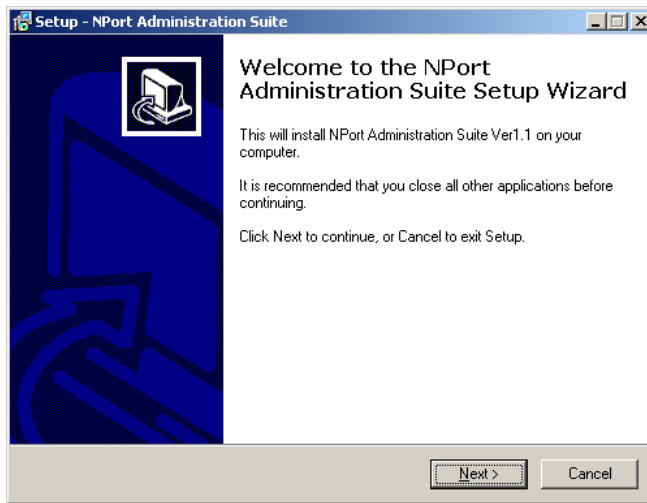 Setup - NPort Administration Suite
Welcome to the NPort
Administration Suite Setup Wizard
This will install NPort Administration Suite Ver1.1 on your
computer.
It is recommended that you close all other applications before
continuing.
Click Next to continue, or Cancel to exit Setup.
Next >
Cancel